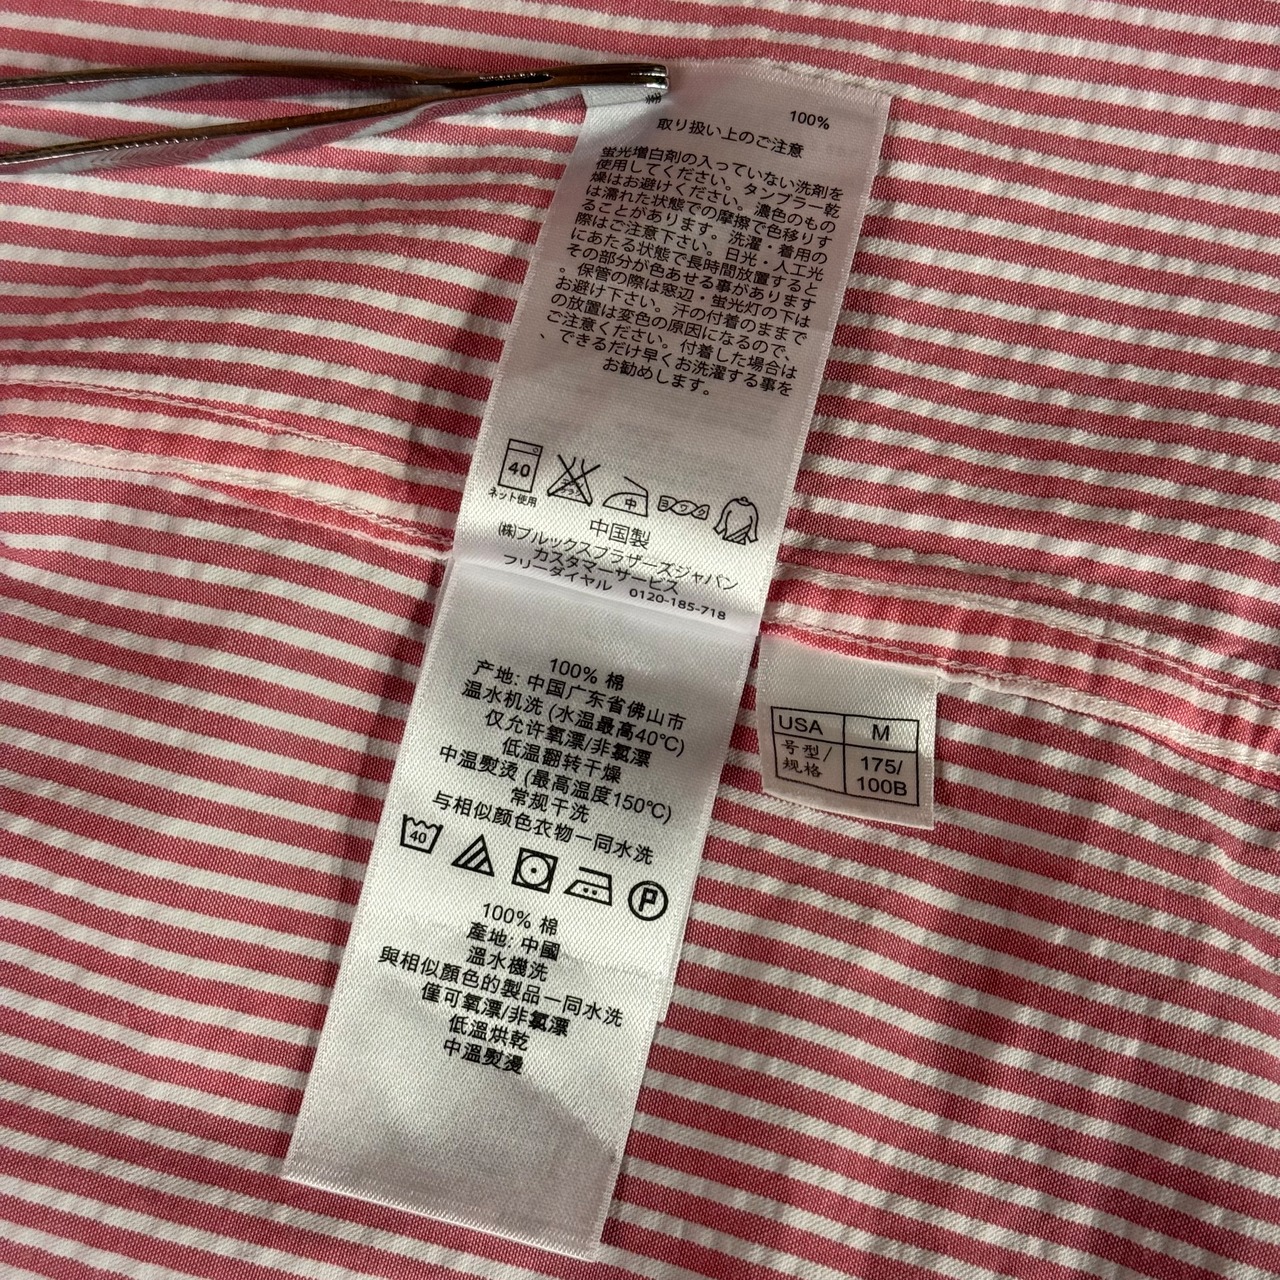 100%
取り扱い上のご注意
蛍光増白剤の入っていない洗剤を
使用してください。タンブラー乾
燥はお避けください。濃色のもの
は濡れた状態での摩擦で色移りす
ることがあります。洗濯・着用の
際はご注意下さい。日光・人工光
にあたる状態で長時間放置すると
その部分が色あせる事があります
。保管の際は窓辺・蛍光灯の下は
お避け下さい。汗の付着のままで
の放置は変色の原因になるので、
ご注意ください。付着した場合は
、できるだけ早くお洗濯する事を
お勧めします。
40
ネット使用
中
ヨワク
中国製
(株)ブルックスブラザーズジャパン
カスタマーサービス
フリーダイヤル 0120-185-718
100% 棉
产地: 中国广东省佛山市
温水机洗 (水温最高40℃)
仅允许氧漂/非氯漂
低温翻转干燥
中温熨烫 (最高温度150℃)
常规干洗
与相似颜色衣物一同水洗
40
P
100% 棉
產地: 中國
溫水機洗
與相似顏色的製品一同水洗
僅可氧漂/非氯漂
低溫烘乾
中溫熨燙
USA M
号型/ 175/
规格 100B